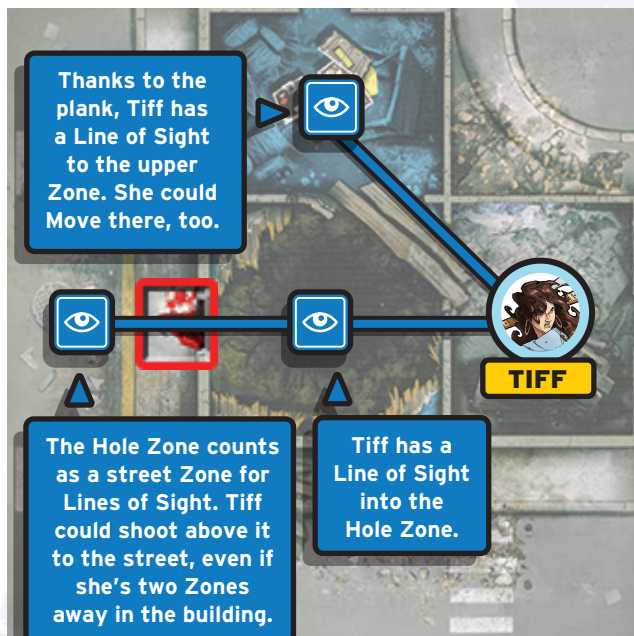 Thanks to the
plank, Tiff has
a Line of Sight
to the upper
Zone. She could
Move there, too.
TIFF
The Hole Zone counts
as a street Zone for
Lines of Sight. Tiff
could shoot above it
to the street, even if
she's two Zones
away in the building.
Tiff has a
Line of Sight
into the
Hole Zone.